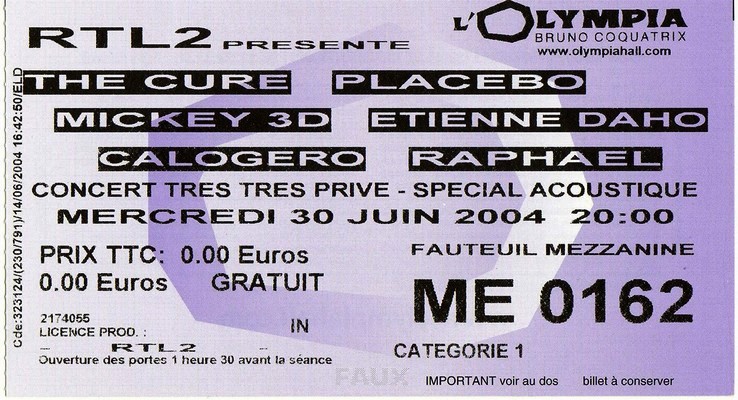 RTL2 PRESENTE
L'OLYMPIA
BRUNO COQUATRIX
www.olympiahall.com
THE CURE PLACEBO
MICKEY 3D ETIENNE DAHO
CALOGERO RAPHAEL
CONCERT TRES TRES PRIVE - SPECIAL ACOUSTIQUE
MERCREDI 30 JUIN 2004 20:00
PRIX TTC: 0.00 Euros
0.00 Euros GRATUIT
FAUTEUIL MEZZANINE
ME 0162
2174055
LICENCE PROD. :
IN
RTL2
Ouverture des portes 1 heure 30 avant la séance
CATEGORIE 1
FAUX
IMPORTANT voir au dos billet à conserver
Cde:323124/(230/791)/14/06/2004 16:42:50/ELD